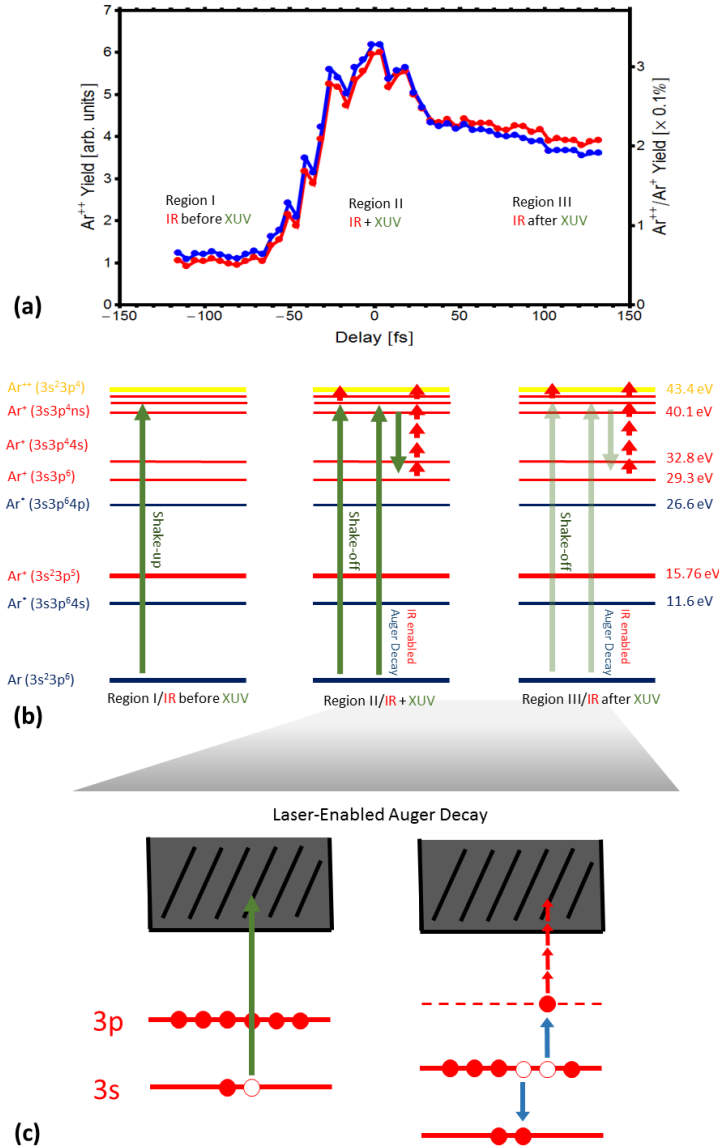 7
6
5
4
3
2
1
0
Ar⁺⁺ Yield [arb. units]
3
2
1
0
Ar⁺⁺/Ar⁺ Yield [× 0.1%]
Region I
IR before XUV
Region II
IR + XUV
Region III
IR after XUV
−150
−100
−50
0
50
100
150
Delay [fs]
(a)
Ar⁺⁺ (3s²3p⁴)
Ar⁺ (3s3p⁴ns)
Ar⁺ (3s3p⁴4s)
Ar⁺ (3s3p⁶)
Ar* (3s3p⁶4p)
Ar⁺ (3s²3p⁵)
Ar* (3s3p⁶4s)
Ar (3s²3p⁶)
Shake-up
Shake-off
IR enabled
Auger Decay
Shake-off
IR enabled
Auger Decay
43.4 eV
40.1 eV
32.8 eV
29.3 eV
26.6 eV
15.76 eV
11.6 eV
Region I/IR before XUV
Region II/IR + XUV
Region III/IR after XUV
(b)
Laser-Enabled Auger Decay
3p
3s
(c)